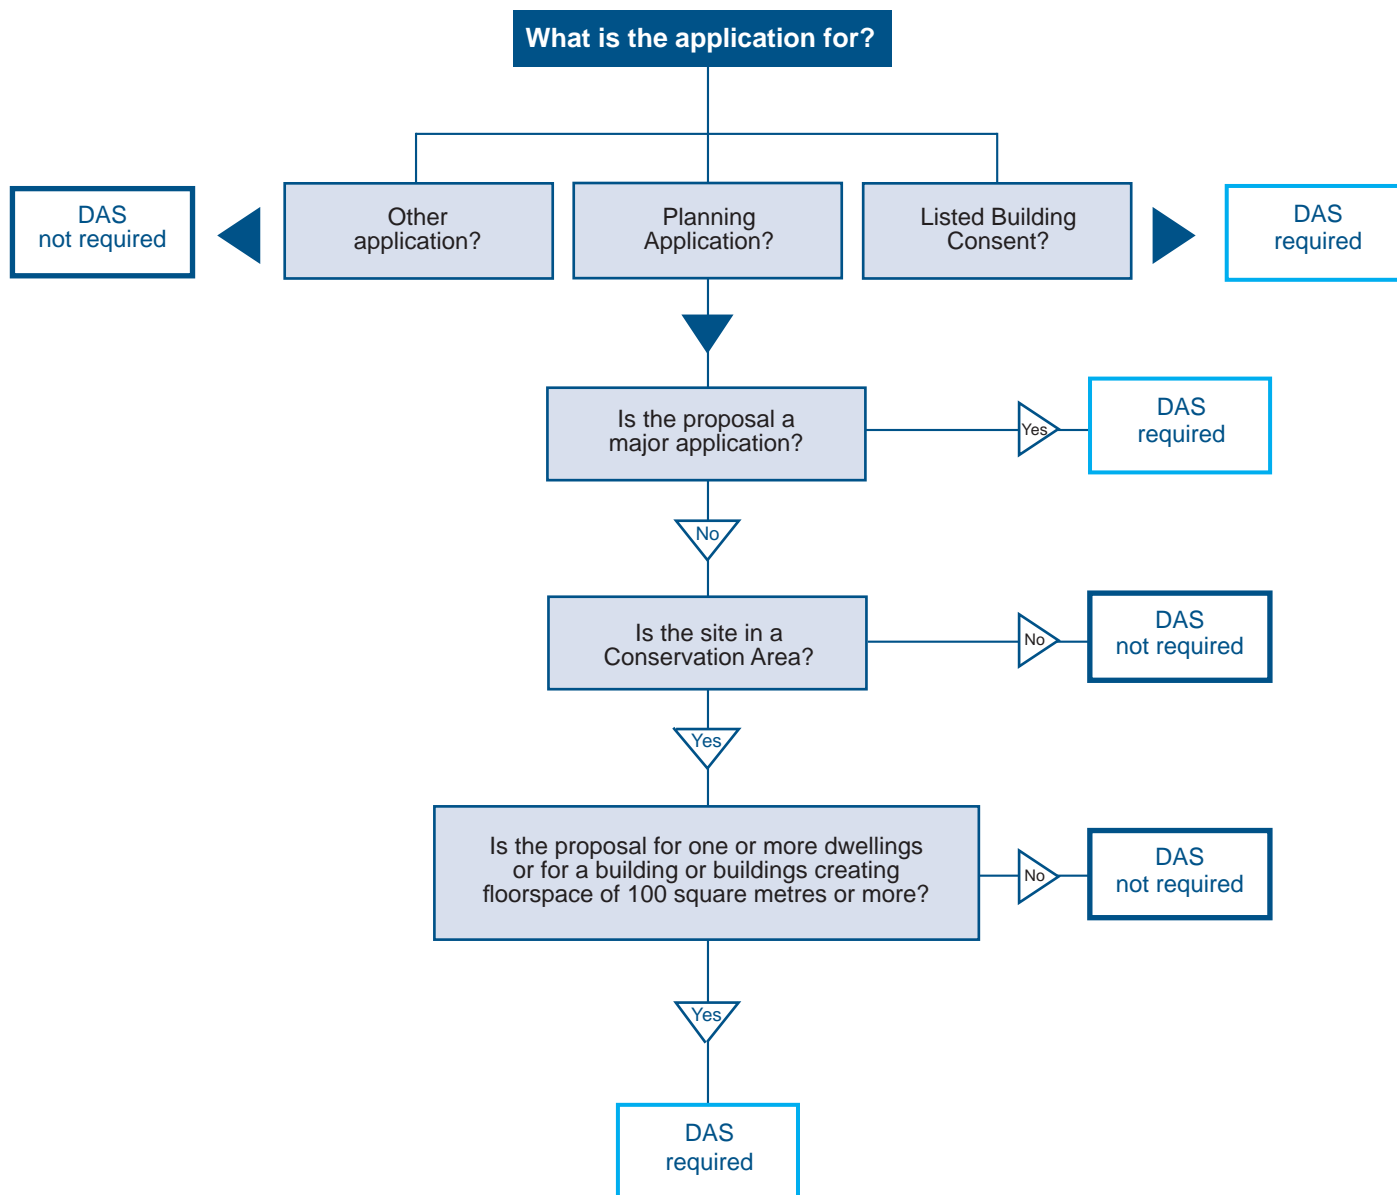 What is the application for?
DAS
not required
Other
application?
Planning
Application?
Listed Building
Consent?
DAS
required
Is the proposal a
major application?
Yes
DAS
required
No
Is the site in a
Conservation Area?
No
DAS
not required
Yes
Is the proposal for one or more dwellings
or for a building or buildings creating
floorspace of 100 square metres or more?
No
DAS
not required
Yes
DAS
required